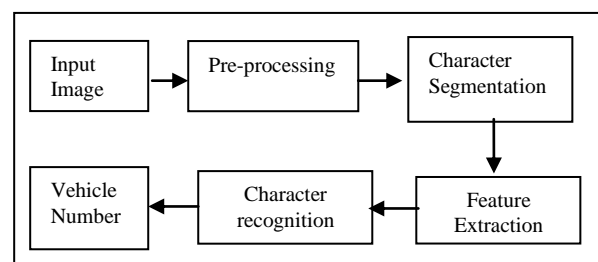 Input
Image
Pre-processing
Character
Segmentation
Vehicle
Number
Character
recognition
Feature
Extraction